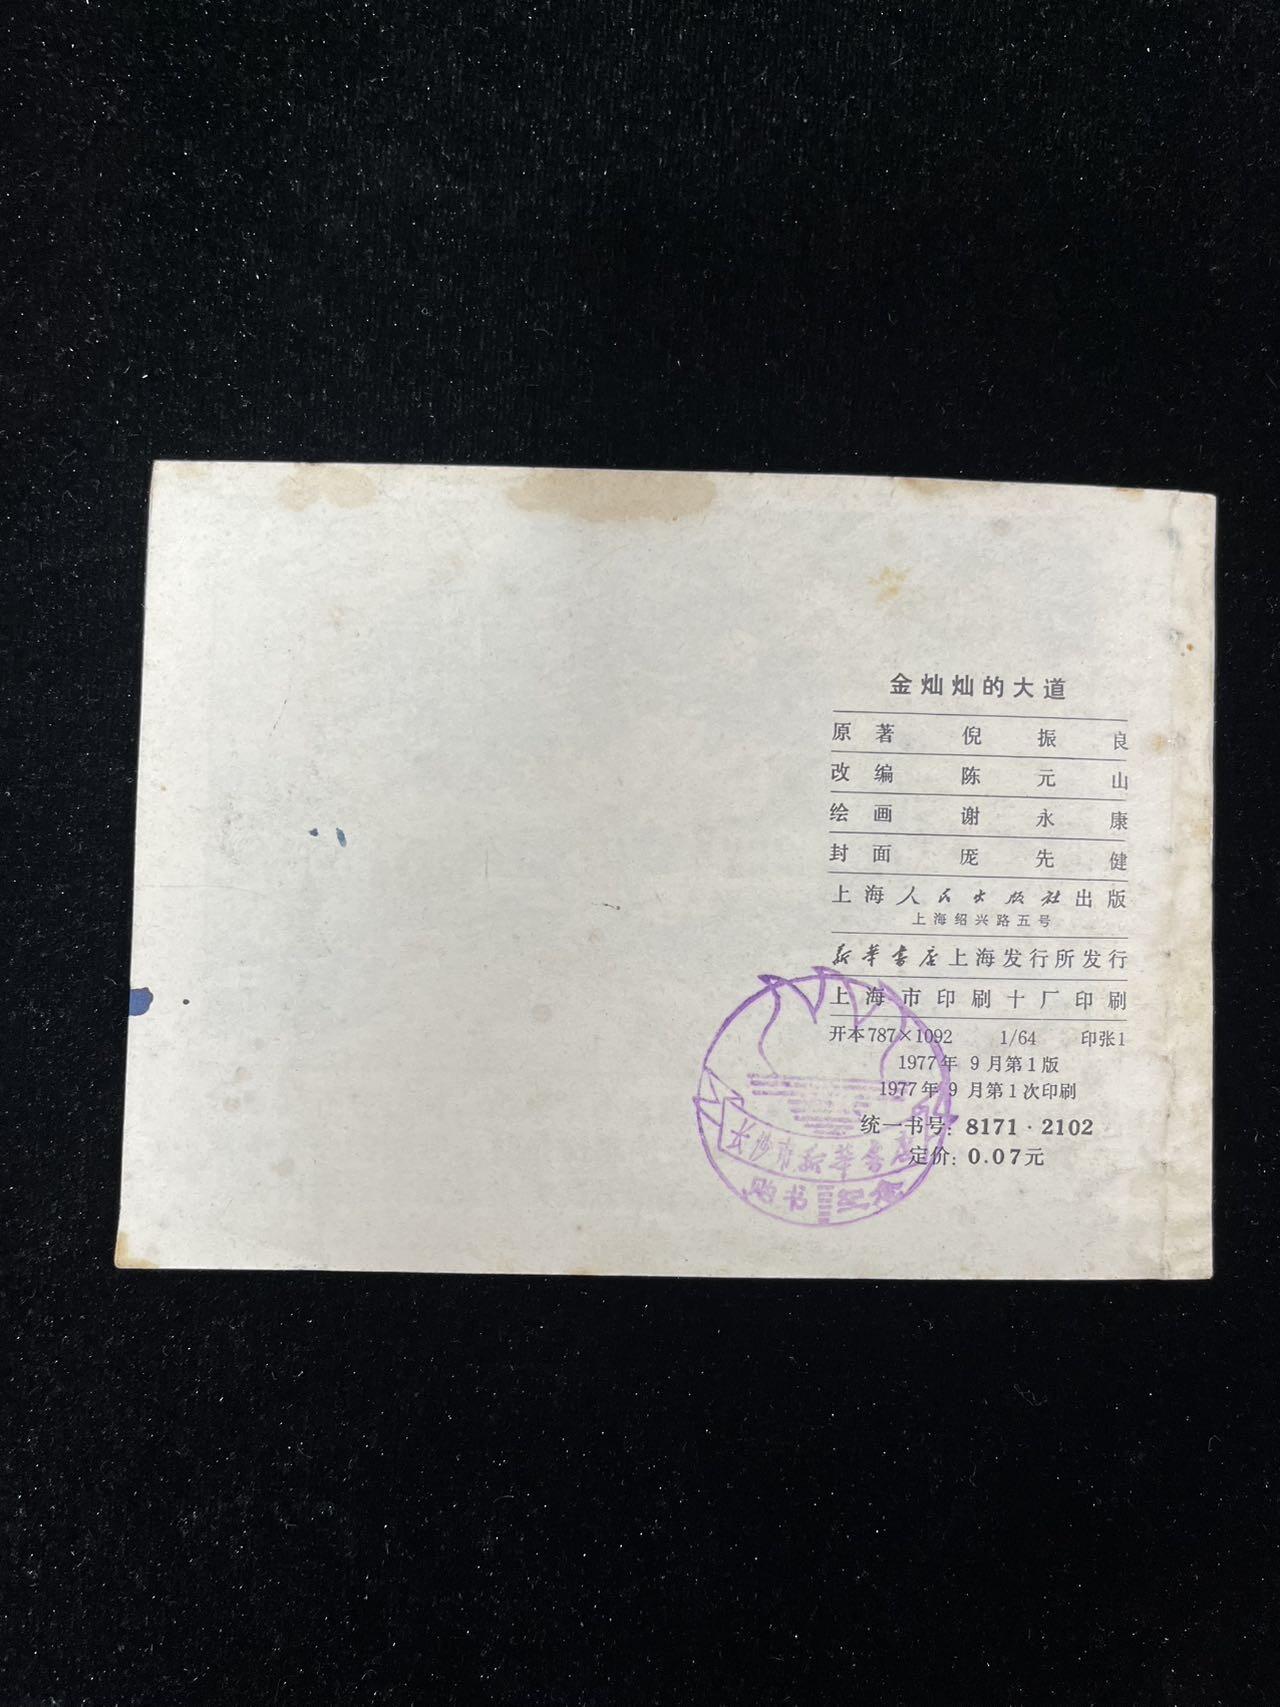 金灿灿的大道
原著 倪振良
改编 陈元山
绘画 谢永康
封面 庞先健
上海人民出版社出版
上海绍兴路五号
新华书店上海发行所发行
上海市印刷十厂印刷
开本787×1092 1/64 印张1
1977年9月第1版
1977年9月第1次印刷
统一书号：8171·2102
定价：0.07元
长沙市新华书店
购书纪念